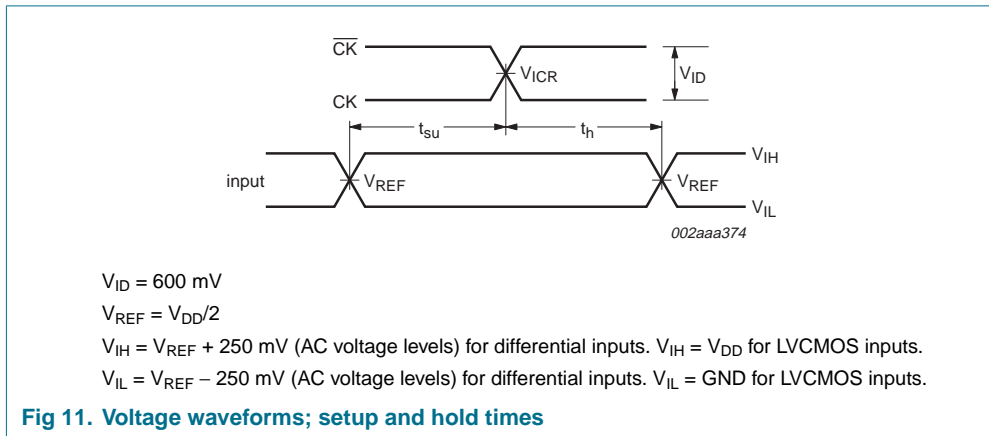 C̅K̅
V_ICR
V_ID
CK
t_su
t_h
V_IH
input
V_REF
V_REF
V_IL
002aaa374
V_ID = 600 mV
V_REF = V_DD/2
V_IH = V_REF + 250 mV (AC voltage levels) for differential inputs. V_IH = V_DD for LVCMOS inputs.
V_IL = V_REF − 250 mV (AC voltage levels) for differential inputs. V_IL = GND for LVCMOS inputs.
Fig 11. Voltage waveforms; setup and hold times